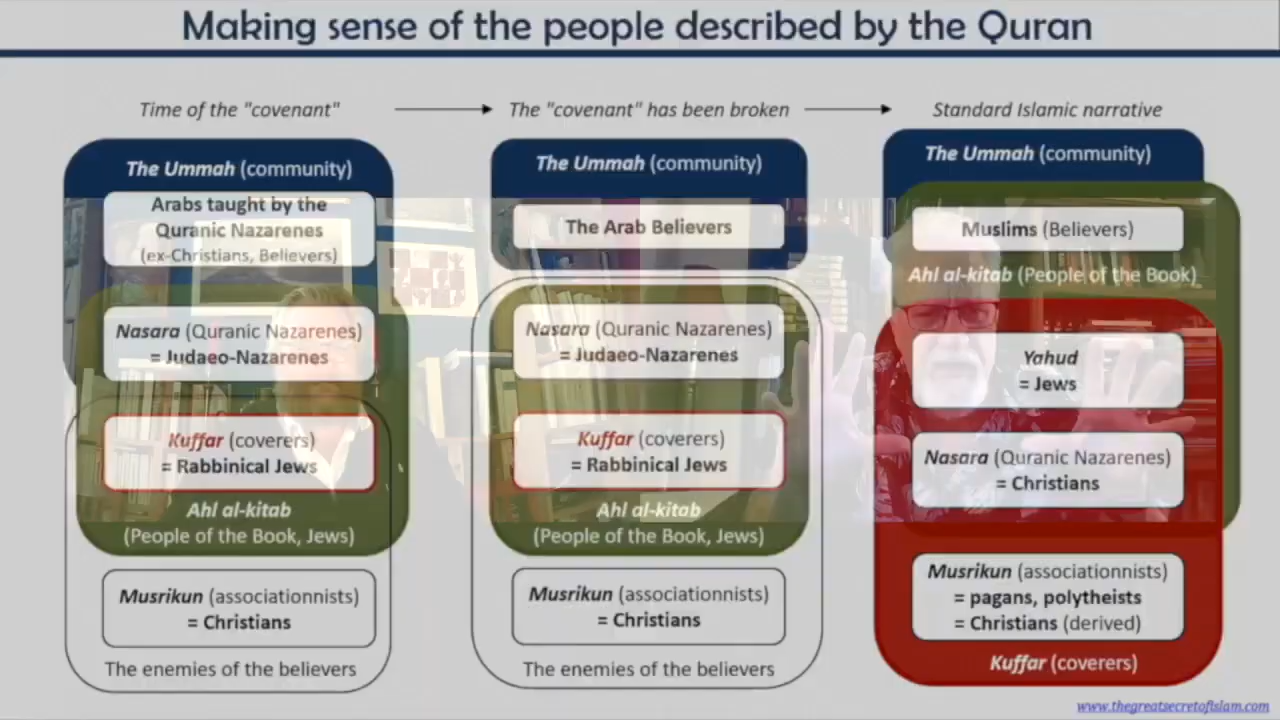 Making sense of the people described by the Quran
Time of the "covenant"
The "covenant" has been broken
Standard Islamic narrative
The Ummah (community)
Arabs taught by the
Quranic Nazarenes
(ex-Christians, Believers)
Nasara (Quranic Nazarenes)
= Judaeo-Nazarenes
Kuffar (coverers)
= Rabbinical Jews
Ahl al-kitab
(People of the Book, Jews)
Musrikun (associationnists)
= Christians
The enemies of the believers
The Ummah (community)
The Arab Believers
Nasara (Quranic Nazarenes)
= Judaeo-Nazarenes
Kuffar (coverers)
= Rabbinical Jews
Ahl al-kitab
(People of the Book, Jews)
Musrikun (associationnists)
= Christians
The enemies of the believers
The Ummah (community)
Muslims (Believers)
Ahl al-kitab (People of the Book)
Yahud
= Jews
Nasara (Quranic Nazarenes)
= Christians
Musrikun (associationnists)
= pagans, polytheists
= Christians (derived)
Kuffar (coverers)
www.thegreatsecretofislam.com